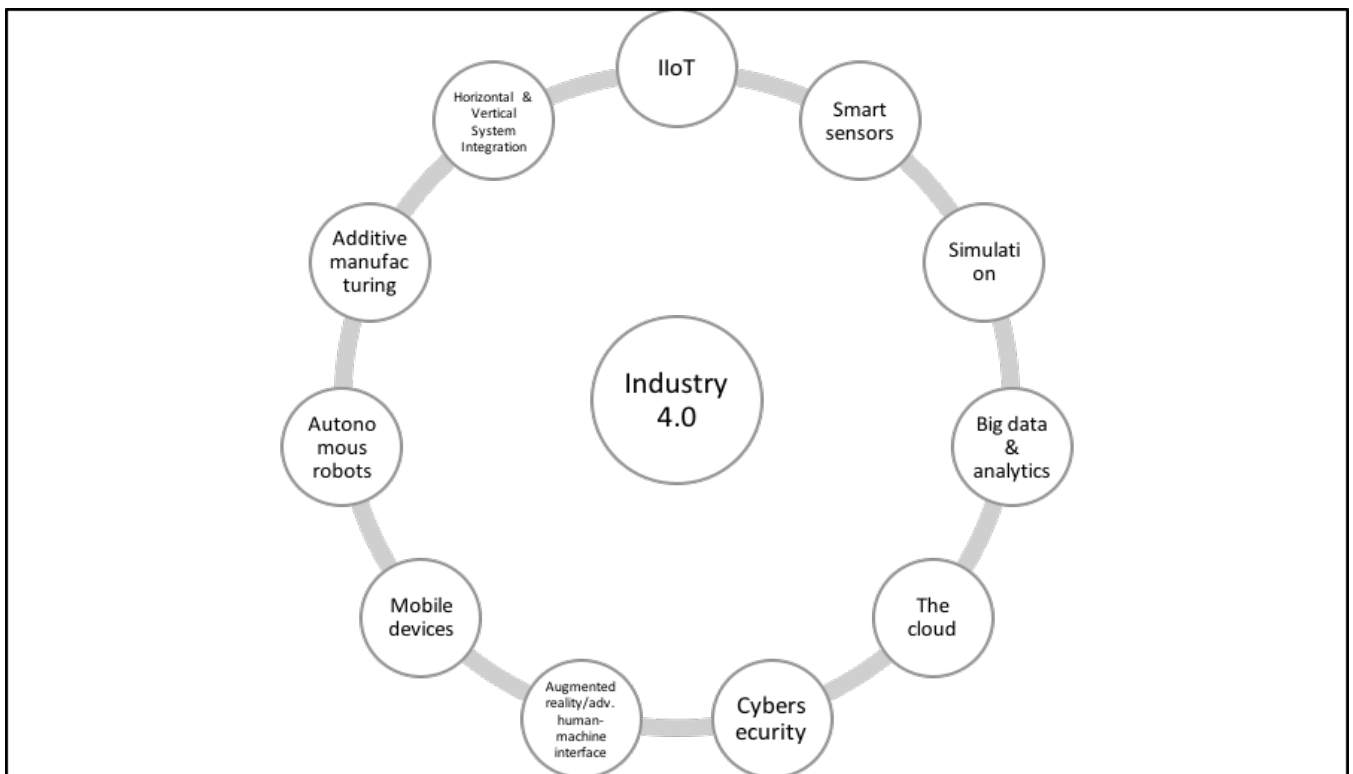 IIoT
Smart
sensors
Simulati
on
Big data
&
analytics
The
cloud
Cybers
ecurity
Augmented
reality/adv.
human-
machine
interface
Mobile
devices
Autono
mous
robots
Additive
manufac
turing
Horizontal &
Vertical
System
Integration
Industry
4.0